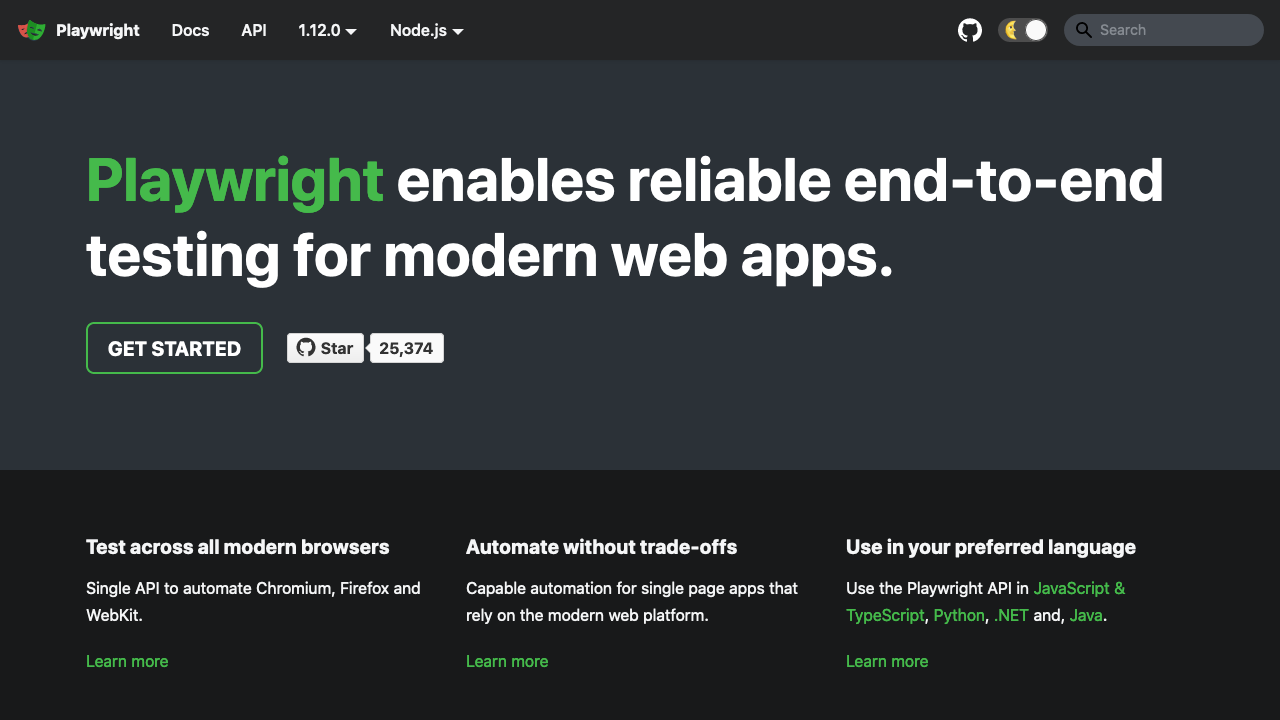 Playwright Docs API 1.12.0 Node.js Search
Playwright enables reliable end-to-end
testing for modern web apps.
GET STARTED Star 25,374
Test across all modern browsers
Single API to automate Chromium, Firefox and
WebKit.
Learn more
Automate without trade-offs
Capable automation for single page apps that
rely on the modern web platform.
Learn more
Use in your preferred language
Use the Playwright API in JavaScript &
TypeScript, Python, .NET and, Java.
Learn more